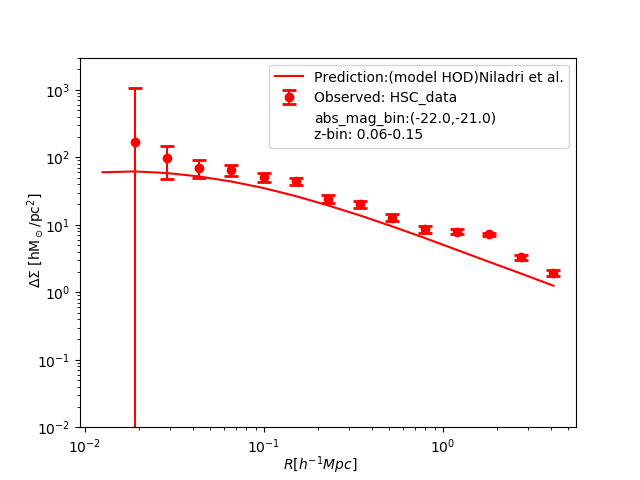 Prediction:(model HOD)Niladri et al.
Observed: HSC_data
abs_mag_bin:(-22.0,-21.0)
z-bin: 0.06-0.15
10³
10²
10¹
10⁰
10⁻¹
10⁻²
ΔΣ [hM⊙/pc²]
10⁻² 10⁻¹ 10⁰
R[h⁻¹Mpc]